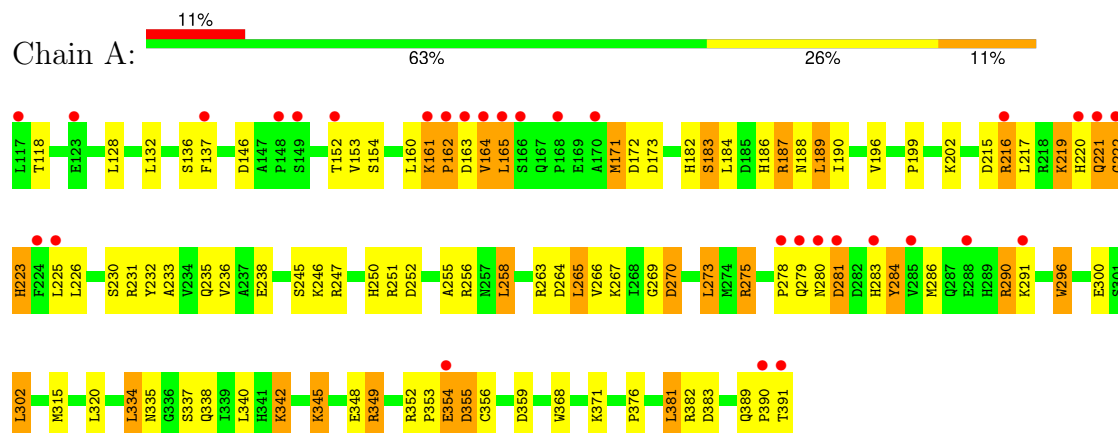 11%
Chain A:
63% 26% 11%
L117 T118 E123 L128 L132 S136 F137 D146 A147 P148 S149 T152 V153 S154 L160 K161 P162 D163 V164 L165 S166 Q167 P168 E169 A170 M171 D172 D173 H182 S183 L184 D185 H186 R187 N188 L189 I190 V196 P199 K202 D215 R216 L217 R218 K219 H220 Q221
H223 F224 L225 L226 S230 R231 Y232 A233 V234 Q235 V236 A237 E238 S245 K246 R247 H250 R251 D252 A255 R256 N257 L258 R263 D264 L265 V266 K267 I268 G269 D270 L273 M274 R275 P278 Q279 N280 D281 D282 H283 Y284 V285 M286 Q287 E288 H289 R290 K291 W296 E300 S301
L302 M315 L320 L334 N335 G336 S337 Q338 I339 L340 H341 K342 K345 E348 R349 R352 P353 E354 D355 C356 D359 W368 K371 P376 L381 R382 D383 Q389 P390 T391